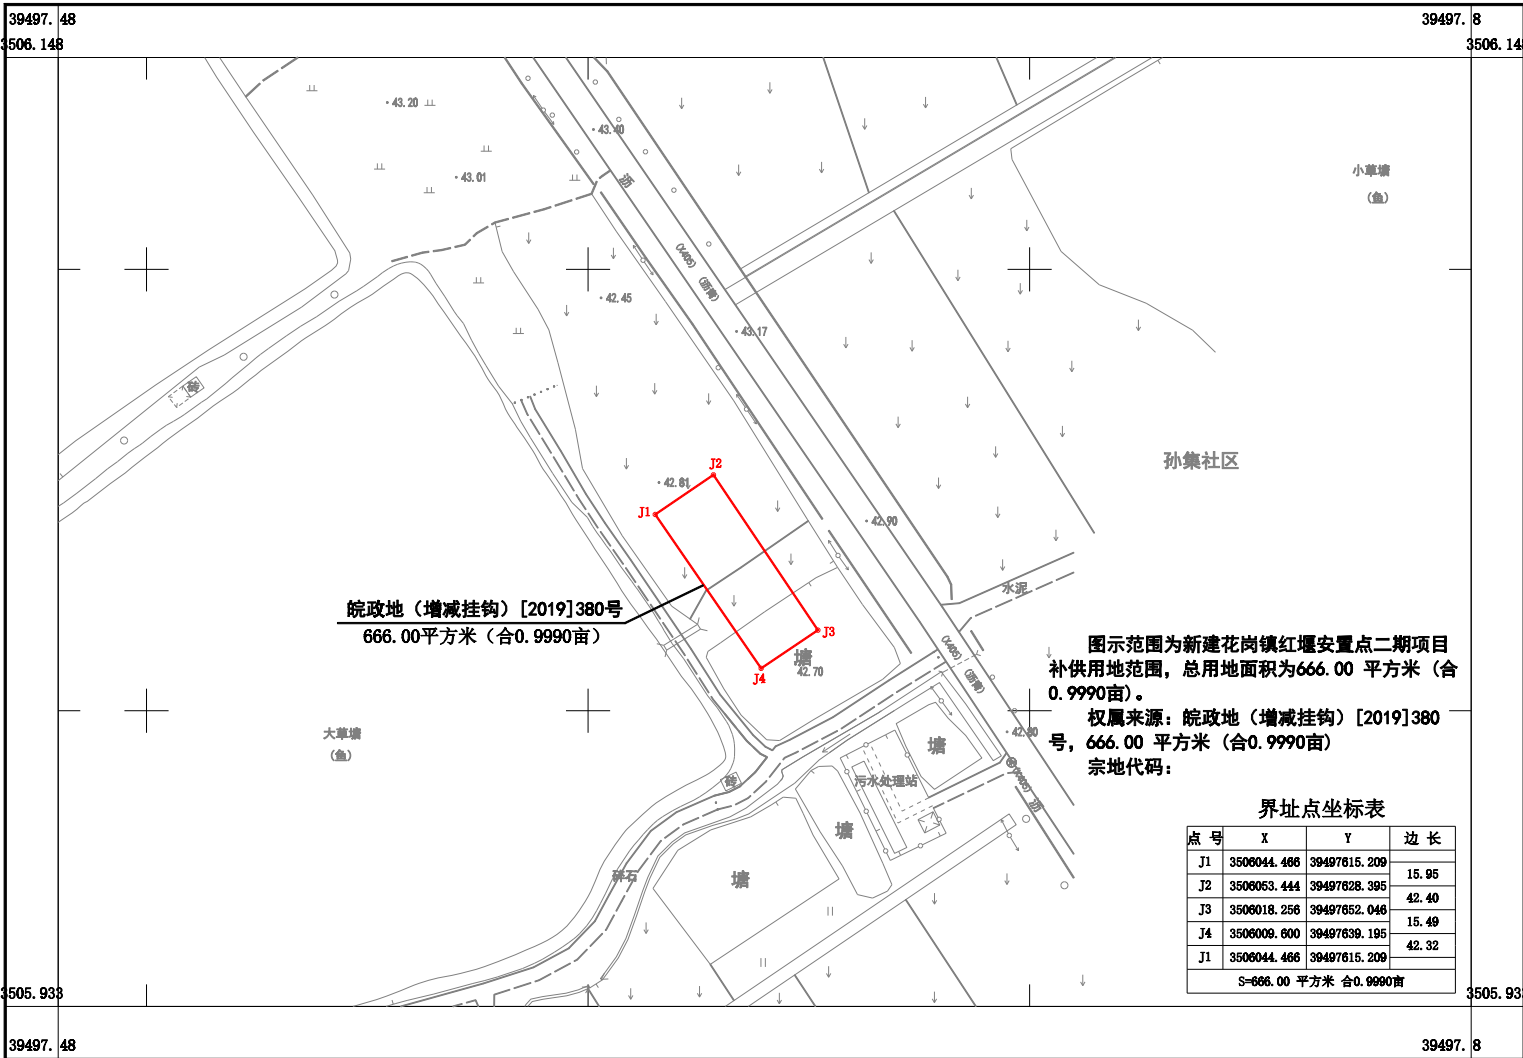 39497. 48
39497. 8
3506. 148
3506. 148
43.20
43.40
43.01
沥
小草塘
(鱼)
(X405)
(沥青)
42.45
43.17
砖
孙集社区
J2
42.81
J1
42.90
水泥
皖政地（增减挂钩）[2019]380号
666.00平方米（合0.9990亩）
J3
塘
42.70
J4
(X405)
(沥青)
图示范围为新建花岗镇红堰安置点二期项目
补供用地范围，总用地面积为666.00 平方米（合
0.9990亩）。
权属来源：皖政地（增减挂钩）[2019]380
号，666.00 平方米（合0.9990亩）
宗地代码：
大草塘
(鱼)
42.80
塘
砖
污水处理站
(X405)
沥
塘
碎石
塘
界址点坐标表
点 号 X Y 边 长
J1 3506044.466 39497615.209
15.95
J2 3506053.444 39497628.395
42.40
J3 3506018.256 39497652.046
15.49
J4 3506009.600 39497639.195
42.32
J1 3506044.466 39497615.209
S=666.00 平方米 合0.9990亩
3505.933
3505.933
39497. 48
39497. 8